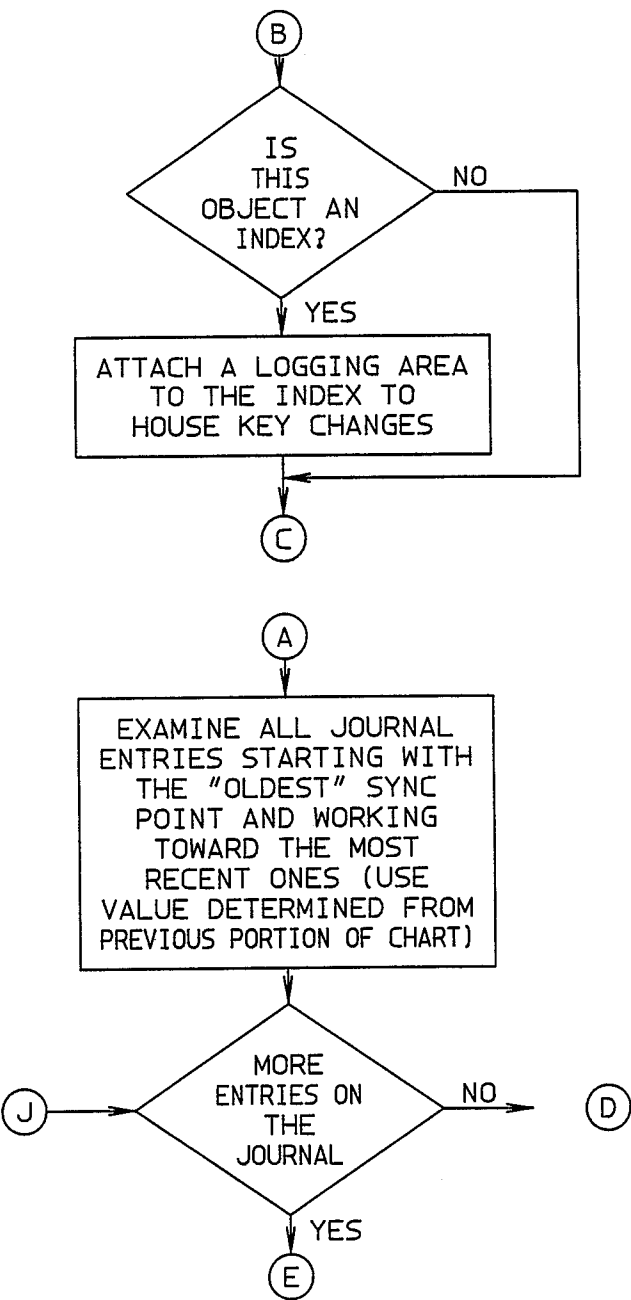 B
IS
THIS
OBJECT AN
INDEX?
NO
YES
ATTACH A LOGGING AREA
TO THE INDEX TO
HOUSE KEY CHANGES
C
A
EXAMINE ALL JOURNAL
ENTRIES STARTING WITH
THE "OLDEST" SYNC
POINT AND WORKING
TOWARD THE MOST
RECENT ONES (USE
VALUE DETERMINED FROM
PREVIOUS PORTION OF CHART)
MORE
ENTRIES ON
THE
JOURNAL
J
NO
D
YES
E